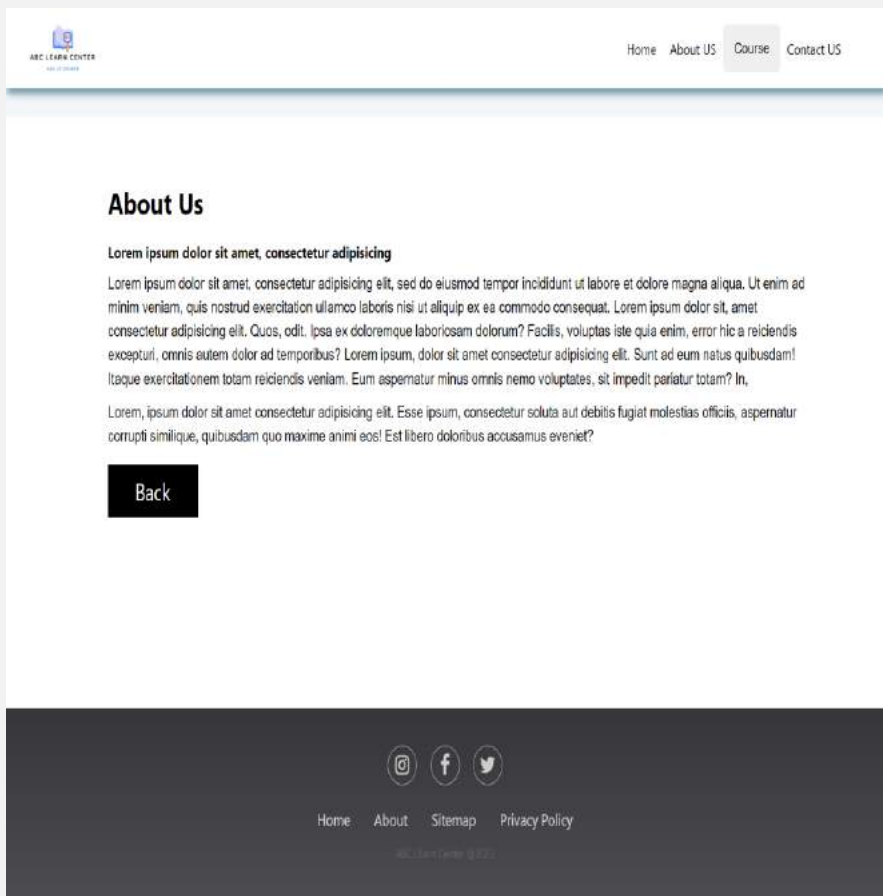 ABC LEARN CENTER
Home About US Course Contact US
About Us
Lorem ipsum dolor sit amet, consectetur adipisicing
Lorem ipsum dolor sit amet, consectetur adipisicing elit, sed do eiusmod tempor incididunt ut labore et dolore magna aliqua. Ut enim ad
minim veniam, quis nostrud exercitation ullamco laboris nisi ut aliquip ex ea commodo consequat. Lorem ipsum dolor sit, amet
consectetur adipisicing elit. Quos, odit. Ipsa ex doloremque laboriosam dolorum? Facilis, voluptas iste quia enim, error hic a reiciendis
excepturi, omnis autem dolor ad temporibus? Lorem ipsum, dolor sit amet consectetur adipisicing elit. Sunt ad eum natus quibusdam!
Itaque exercitationem totam reiciendis veniam. Eum aspernatur minus omnis nemo voluptates, sit impedit pariatur totam? In,
Lorem, ipsum dolor sit amet consectetur adipisicing elit. Esse ipsum, consectetur soluta aut debitis fugiat molestias officiis, aspernatur
corrupti similique, quibusdam quo maxime animi eos! Est libero doloribus accusamus eveniet?
Back
Home About Sitemap Privacy Policy
ABC Learn Center @